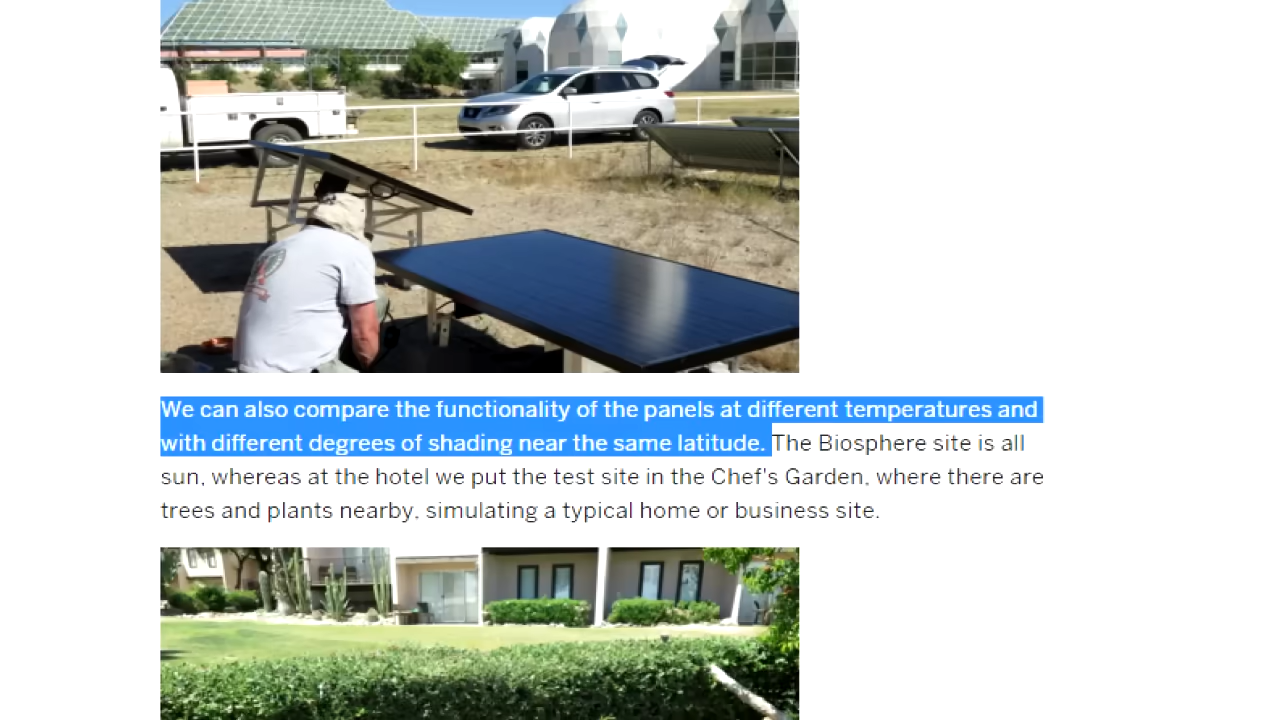 We can also compare the functionality of the panels at different temperatures and
with different degrees of shading near the same latitude. The Biosphere site is all
sun, whereas at the hotel we put the test site in the Chef's Garden, where there are
trees and plants nearby, simulating a typical home or business site.